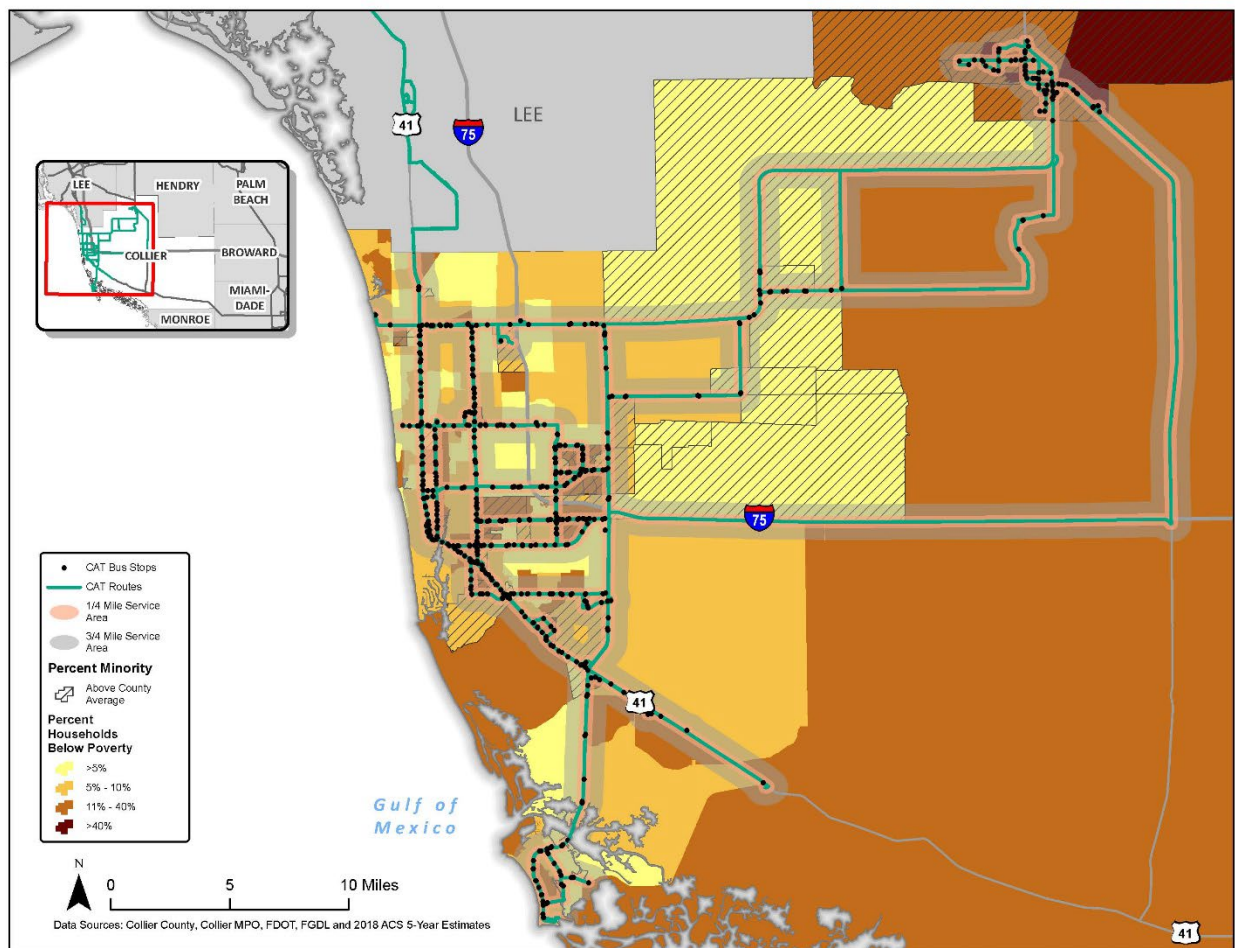 LEE
41
75
LEE
HENDRY
PALM
BEACH
COLLIER
BROWARD
MIAMI-
DADE
MONROE
75
41
CAT Bus Stops
CAT Routes
1/4 Mile Service
Area
3/4 Mile Service
Area
Percent Minority
Above County
Average
Percent
Households
Below Poverty
>5%
5% - 10%
11% - 40%
>40%
Gulf of
Mexico
N
0 5 10 Miles
Data Sources: Collier County, Collier MPO, FDOT, FGDL and 2018 ACS 5-Year Estimates
41